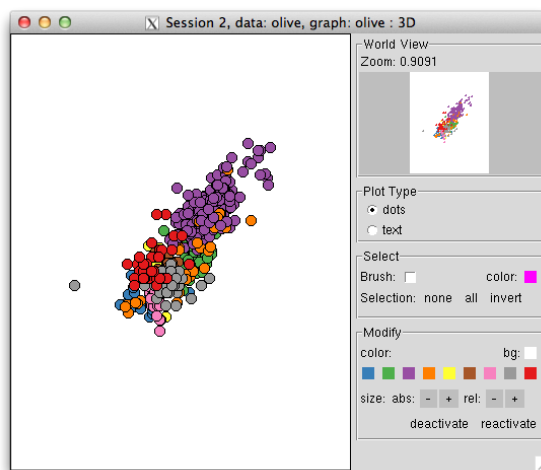 Session 2, data: olive, graph: olive : 3D
World View
Zoom: 0.9091
Plot Type
dots
text
Select
Brush: color:
Selection: none all invert
Modify
color: bg:
size: abs: - + rel: - +
deactivate reactivate